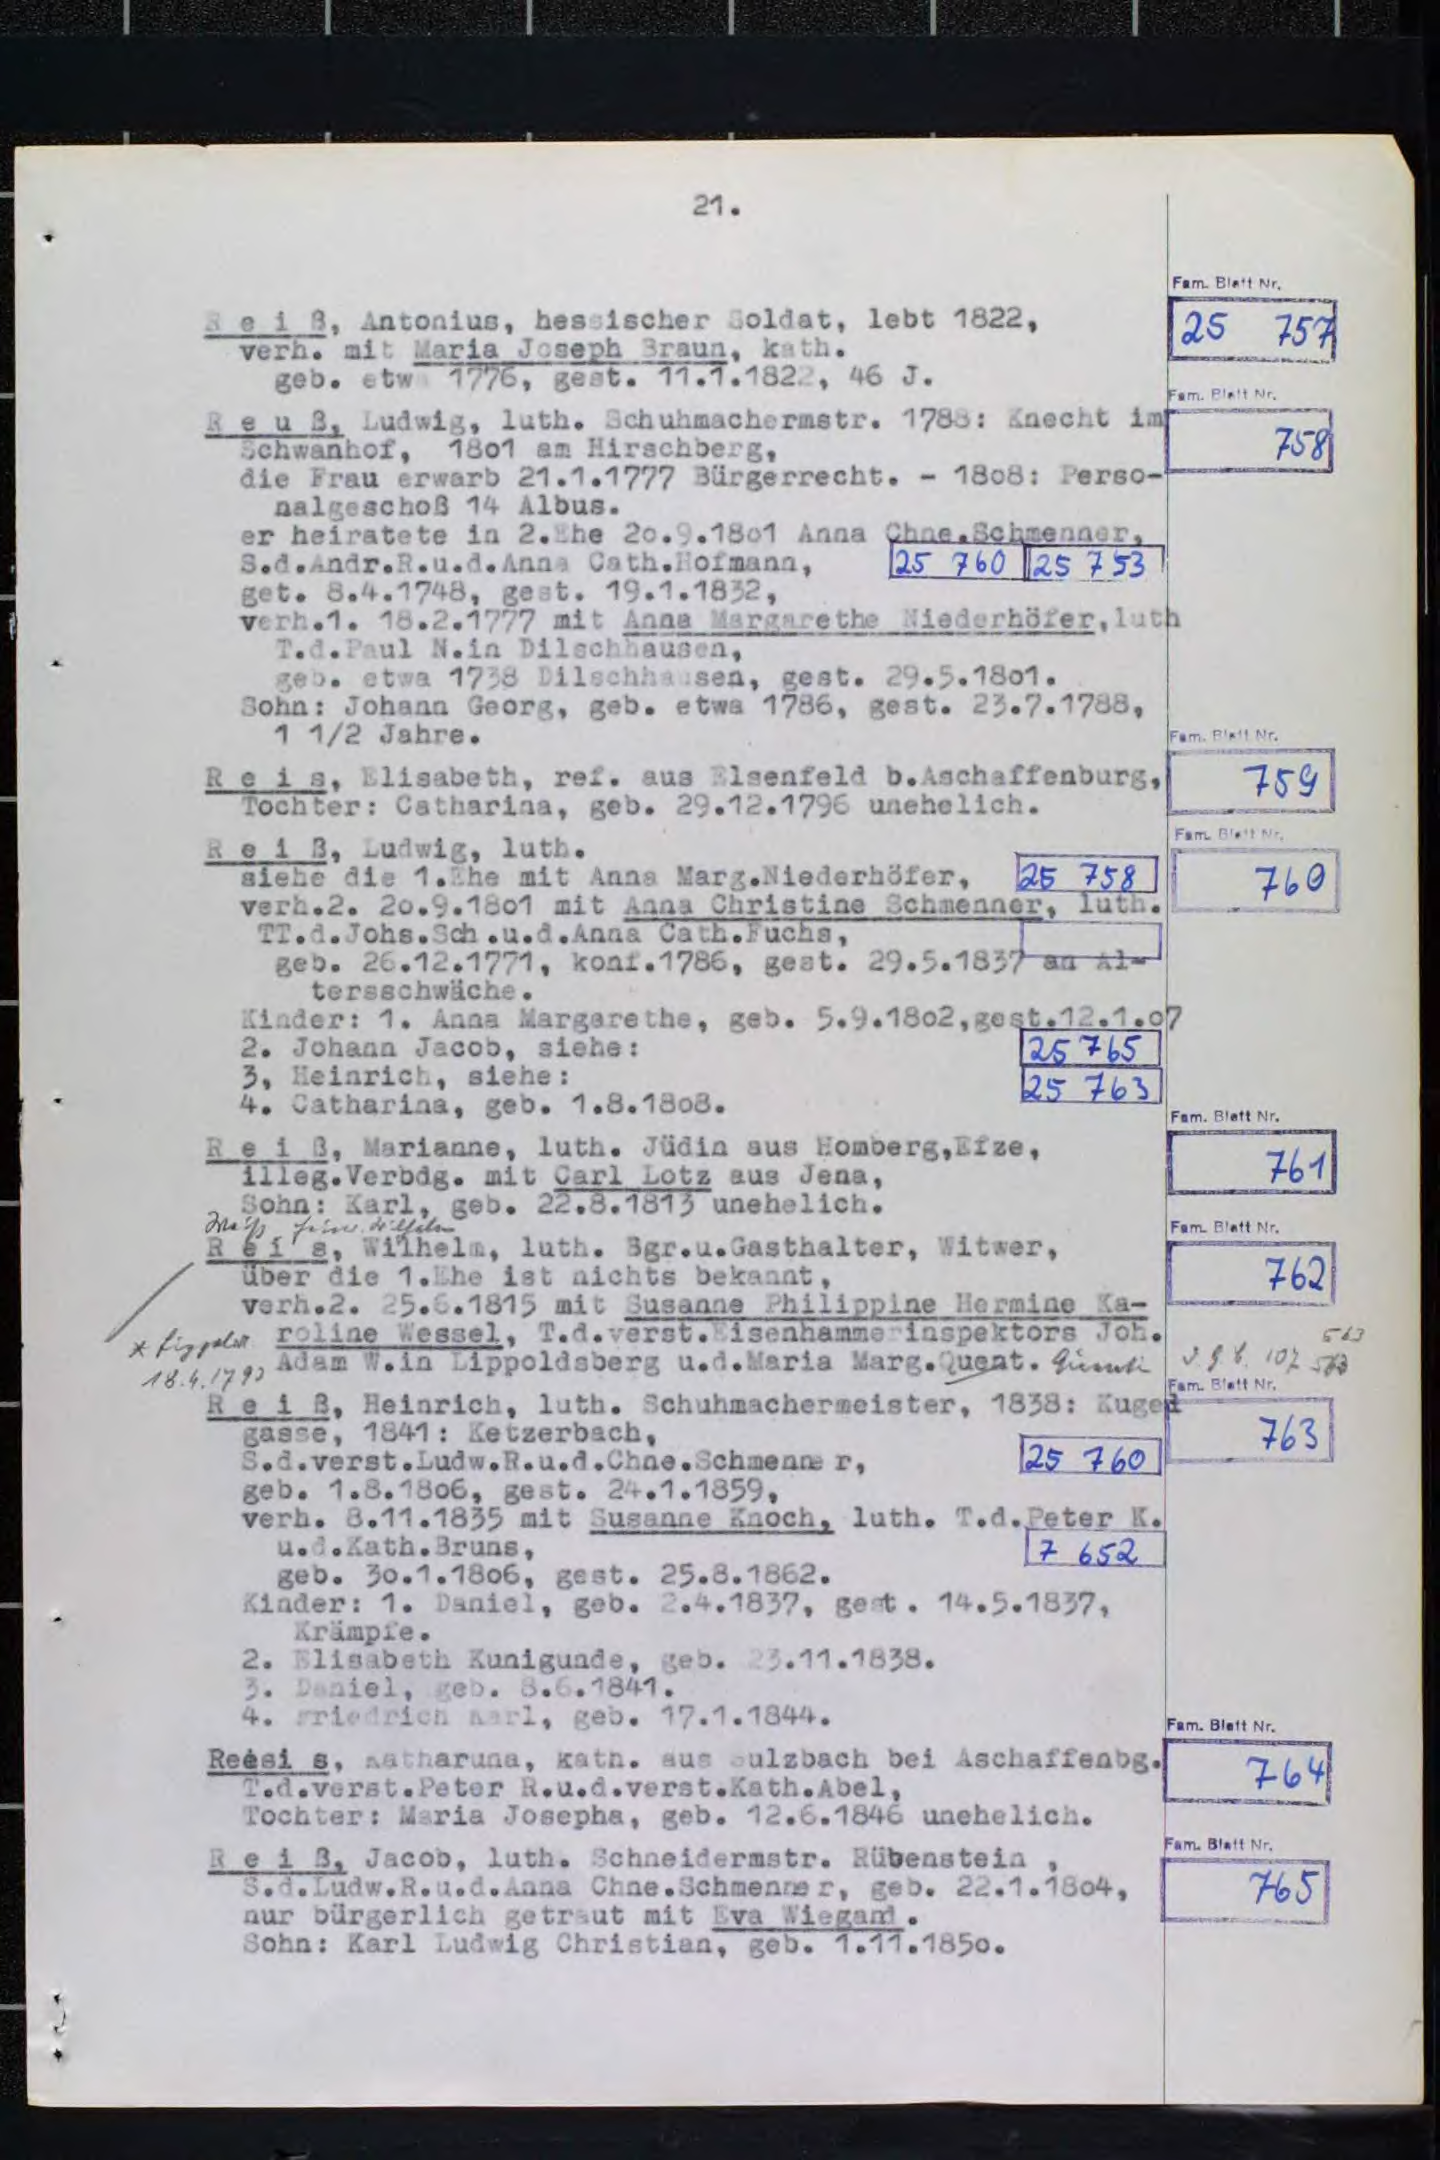 21.
Fam. Blatt Nr.
R e i ß, Antonius, hessischer Soldat, lebt 1822,
25 757
verh. mit Maria Joseph Braun, kath.
geb. etwa 1776, gest. 11.1.1822, 46 J.
Fam. Blatt Nr.
R e u ß, Ludwig, luth. Schuhmachermstr. 1788: Knecht im
758
Schwanhof, 18o1 am Hirschberg,
die Frau erwarb 21.1.1777 Bürgerrecht. - 18o8: Perso-
nalgeschoß 14 Albus.
er heiratete in 2.Ehe 2o.9.18o1 Anna Chne.Schmenner,
S.d.Andr.R.u.d.Anna Cath.Hofmann, 25 760 25 753
get. 8.4.1748, gest. 19.1.1832,
verh.1. 18.2.1777 mit Anna Margarethe Niederhöfer,luth
T.d.Paul N.in Dilschhausen,
geb. etwa 1738 Dilschhausen, gest. 29.5.18o1.
Sohn: Johann Georg, geb. etwa 1786, gest. 23.7.1788,
1 1/2 Jahre.
Fam. Blatt Nr.
R e i s, Elisabeth, ref. aus Elsenfeld b.Aschaffenburg,
759
Tochter: Catharina, geb. 29.12.1796 unehelich.
Fam. Blatt Nr.
R e i ß, Ludwig, luth.
siehe die 1.Ehe mit Anna Marg.Niederhöfer, 25 758
760
verh.2. 2o.9.18o1 mit Anna Christine Schmenner, luth.
TT.d.Johs.Sch.u.d.Anna Cath.Fuchs,
geb. 26.12.1771, konf.1786, gest. 29.5.1837 an Al-
tersschwäche.
Kinder: 1. Anna Margarethe, geb. 5.9.18o2,gest.12.1.o7
2. Johann Jacob, siehe: 25 765
3, Heinrich, siehe: 25 763
4. Catharina, geb. 1.8.18o8.
Fam. Blatt Nr.
R e i ß, Marianne, luth. Jüdin aus Homberg,Efze,
761
illeg.Verbdg. mit Carl Lotz aus Jena,
Sohn: Karl, geb. 22.8.1813 unehelich.
Wilhelm
Fam. Blatt Nr.
R e i s, Wilhelm, luth. Bgr.u.Gasthalter, Witwer,
762
über die 1.Ehe ist nichts bekannt,
verh.2. 25.6.1815 mit Susanne Philippine Hermine Ka-
roline Wessel, T.d.verst.Eisenhammerinspektors Joh.
563
Adam W.in Lippoldsberg u.d.Maria Marg.Quent.
107
18.4.1793
Fam. Blatt Nr.
R e i ß, Heinrich, luth. Schuhmachermeister, 1838: Kugel
763
gasse, 1841: Ketzerbach,
S.d.verst.Ludw.R.u.d.Chne.Schmenner, 25 760
geb. 1.8.18o6, gest. 24.1.1859,
verh. 8.11.1835 mit Susanne Knoch, luth. T.d.Peter K.
u.d.Kath.Bruns, 7 652
geb. 3o.1.18o6, gest. 25.8.1862.
Kinder: 1. Daniel, geb. 2.4.1837, gest. 14.5.1837,
Krämpfe.
2. Elisabeth Kunigunde, geb. 23.11.1838.
3. Daniel, geb. 8.6.1841.
4. Friedrich Karl, geb. 17.1.1844.
Fam. Blatt Nr.
Reesi s, Katharuna, kath. aus Sulzbach bei Aschaffenbg.
764
T.d.verst.Peter R.u.d.verst.Kath.Abel,
Tochter: Maria Josepha, geb. 12.6.1846 unehelich.
Fam. Blatt Nr.
R e i ß, Jacob, luth. Schneidermstr. Rübenstein ,
765
S.d.Ludw.R.u.d.Anna Chne.Schmenner, geb. 22.1.18o4,
nur bürgerlich getraut mit Eva Wiegand.
Sohn: Karl Ludwig Christian, geb. 1.11.185o.